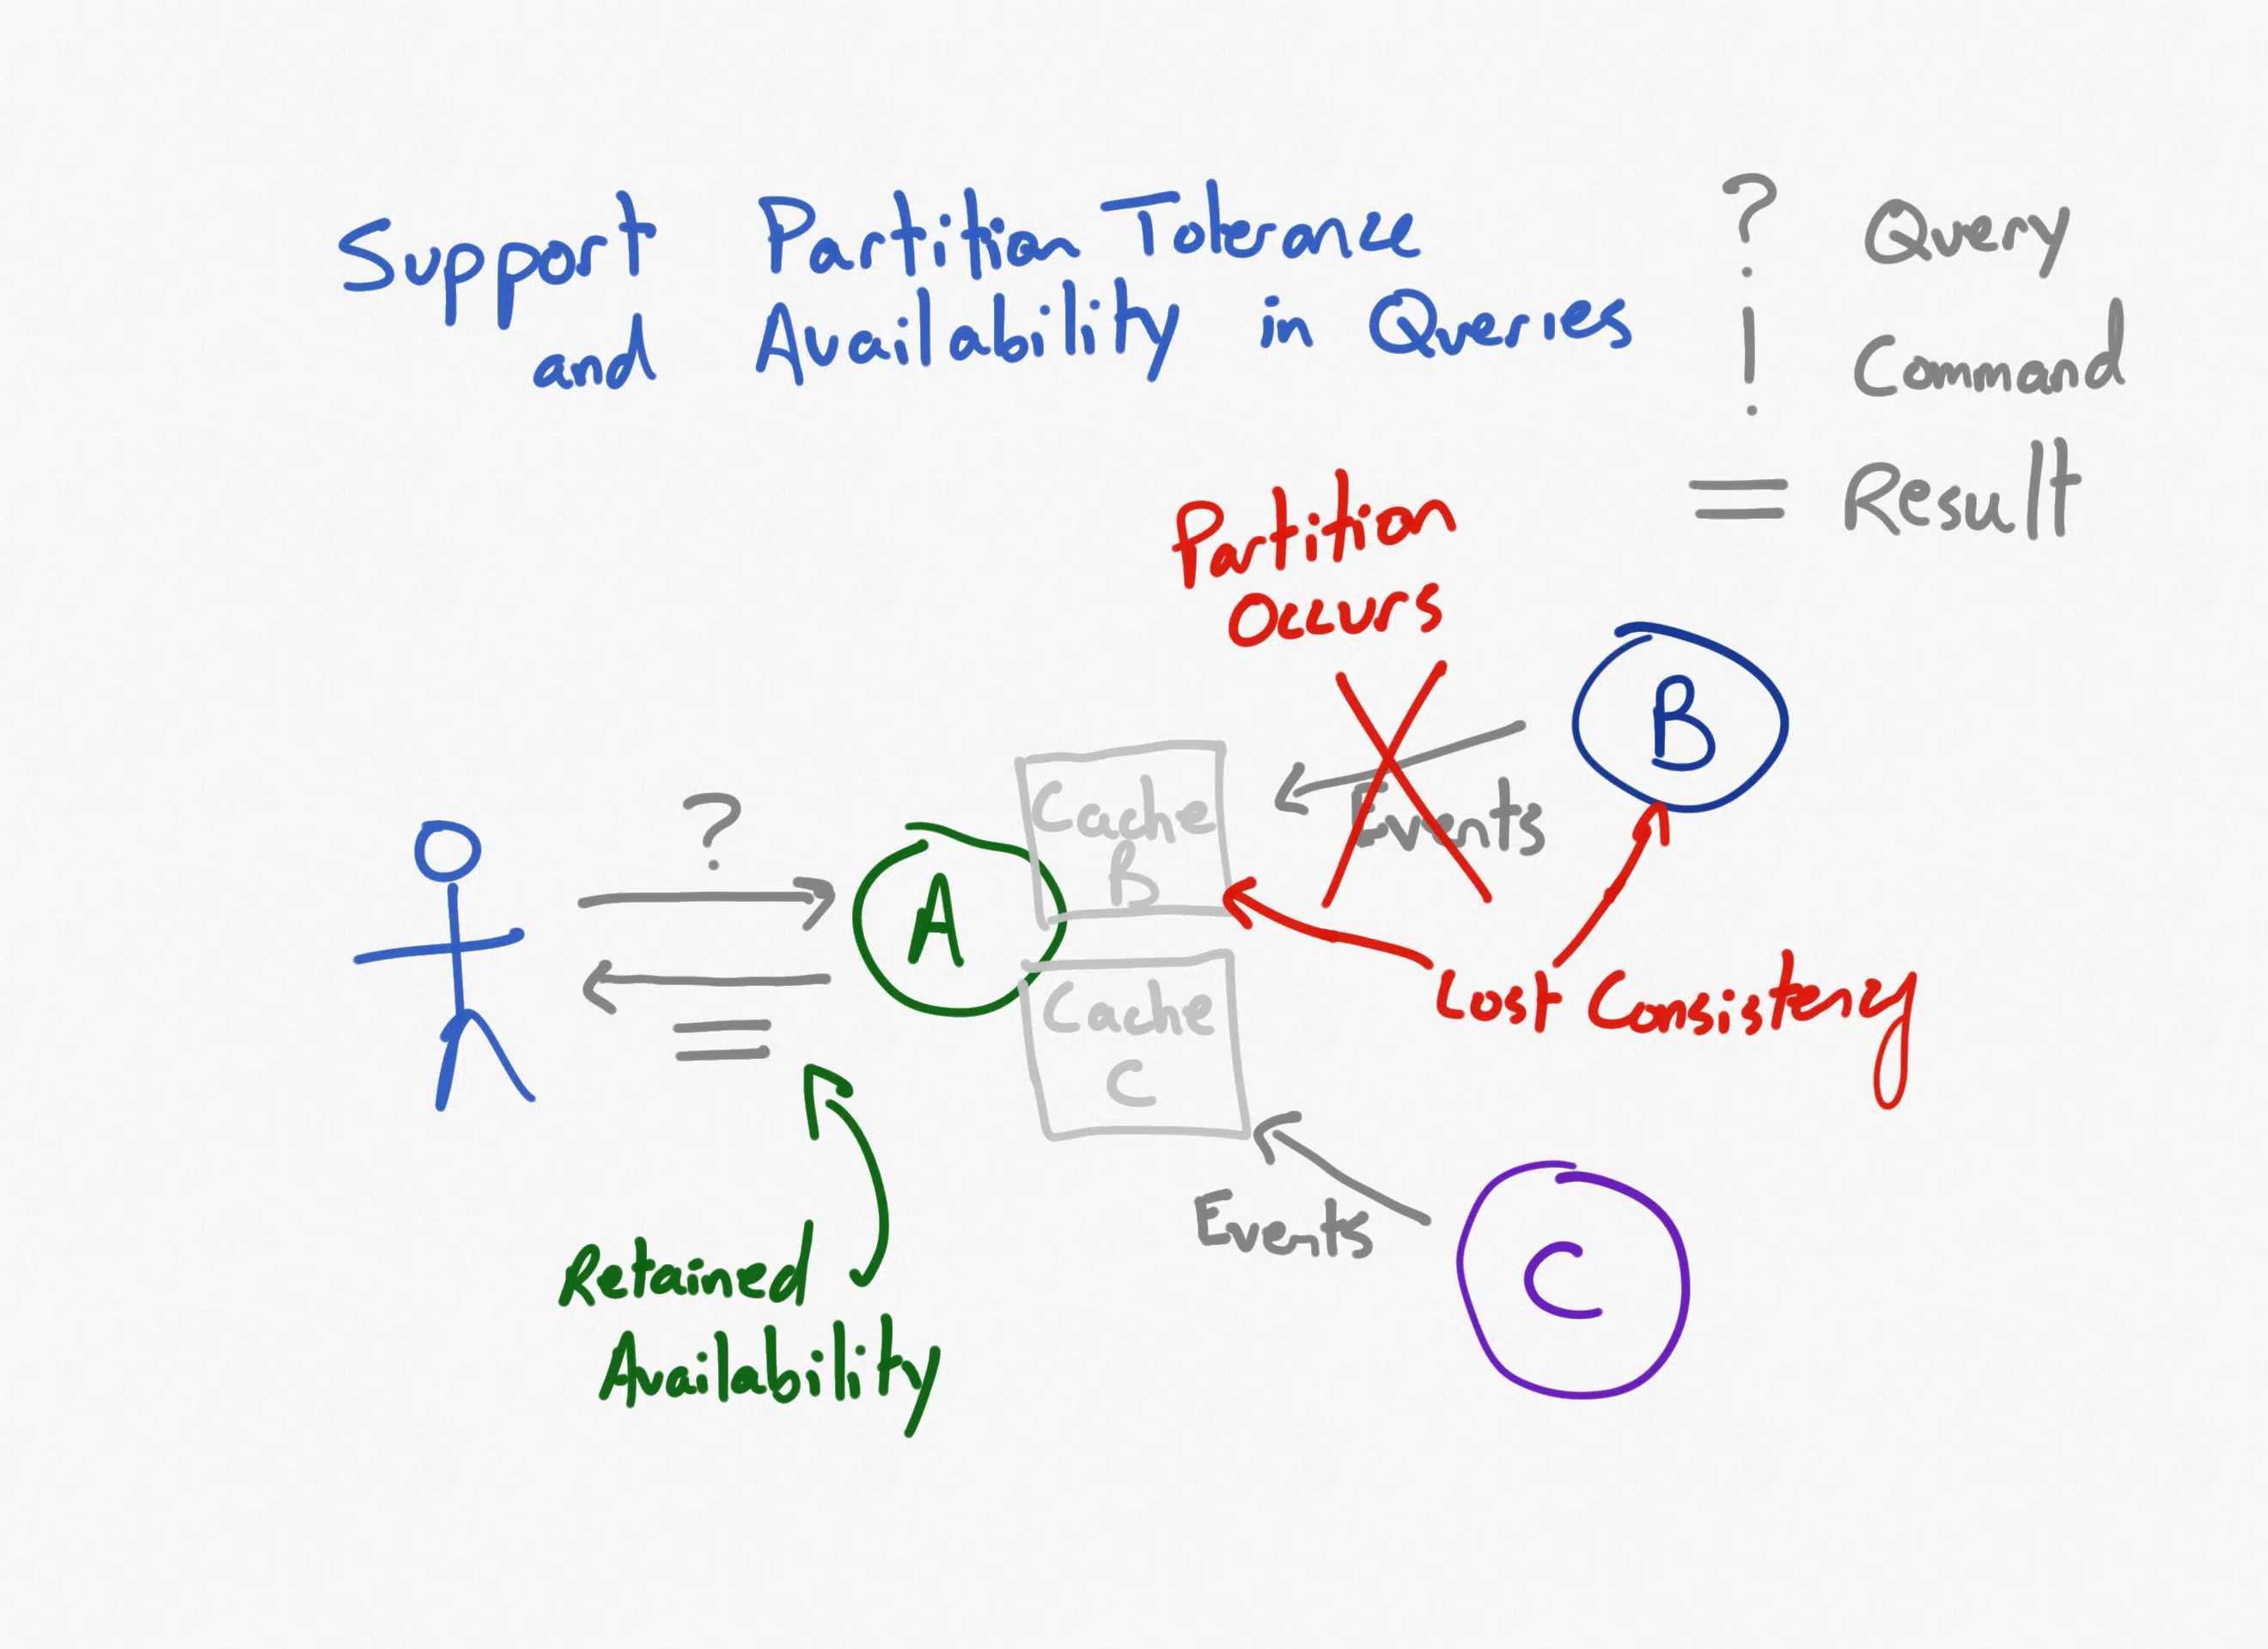 Support Partition Tolerance
and Availability in Queries
? Query
! Command
= Result
Partition
Occurs
B
Events
Cache
B
?
A
Lost Consistency
Cache
C
=
Events
C
Retained
Availability